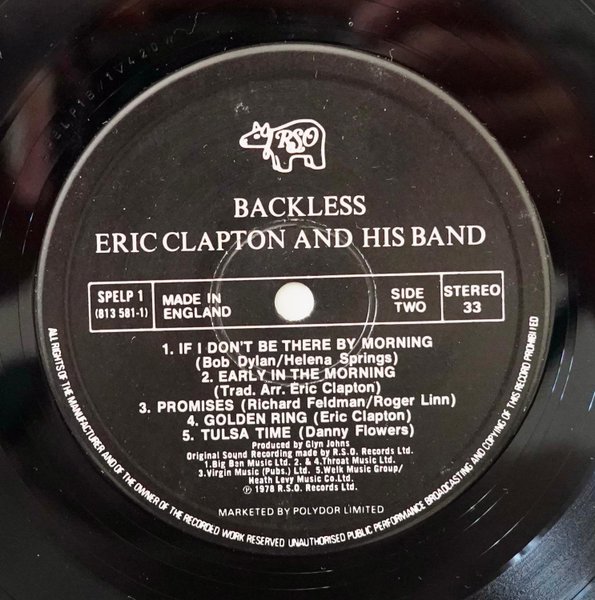 SPELP1B/1V420
RSO
BACKLESS
ERIC CLAPTON AND HIS BAND
SPELP 1
(813 581-1)
MADE IN
ENGLAND
SIDE
TWO
STEREO
33
1. IF I DON'T BE THERE BY MORNING
(Bob Dylan/Helena Springs)
2. EARLY IN THE MORNING
(Trad. Arr. Eric Clapton)
3. PROMISES (Richard Feldman/Roger Linn)
4. GOLDEN RING (Eric Clapton)
5. TULSA TIME (Danny Flowers)
Produced by Glyn Johns
Original Sound Recording made by R.S.O. Records Ltd.
1.Big Ben Music Ltd. 2. & 4.Throat Music Ltd.
3.Virgin Music (Pubs.) Ltd. 5.Welk Music Group/
Heath Levy Music Co.Ltd.
℗ 1978 R.S.O. Records Ltd.
MARKETED BY POLYDOR LIMITED
ALL RIGHTS OF THE MANUFACTURER AND OF THE OWNER OF THE RECORDED WORK RESERVED UNAUTHORISED PUBLIC PERFORMANCE BROADCASTING AND COPYING OF THIS RECORD PROHIBITED